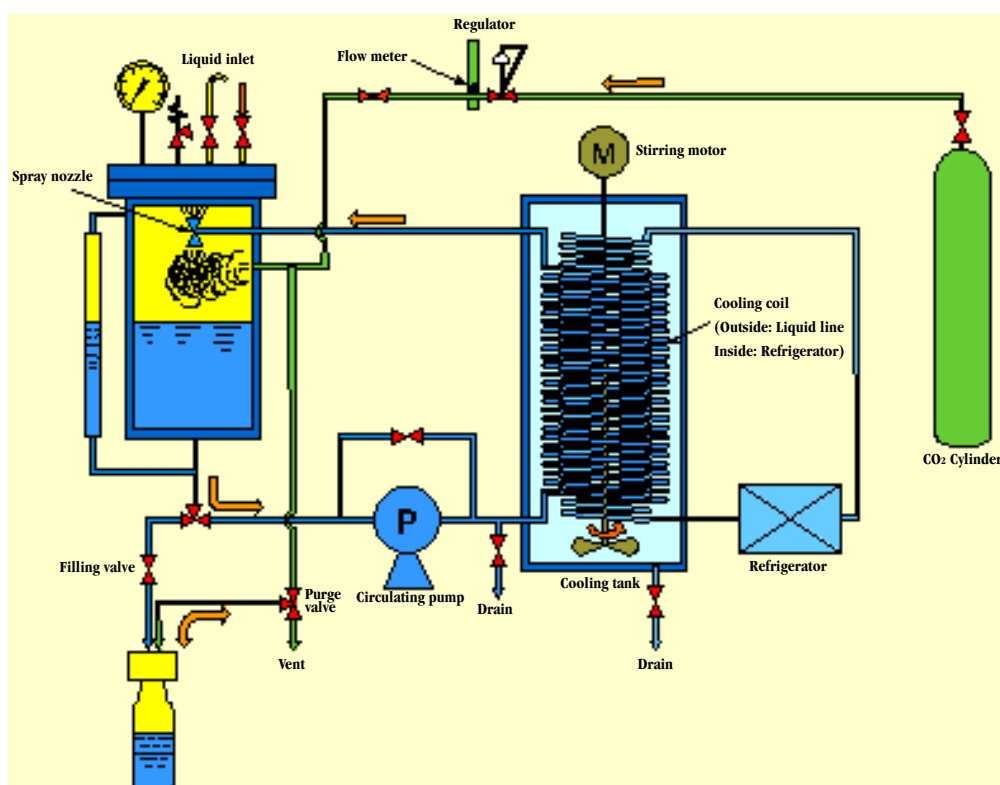 Regulator
Flow meter
Liquid inlet
Spray nozzle
M
Stirring motor
Cooling coil
(Outside: Liquid line
Inside: Refrigerator)
CO₂ Cylinder
P
Filling valve
Circulating pump
Purge
valve
Drain
Cooling tank
Refrigerator
Vent
Drain